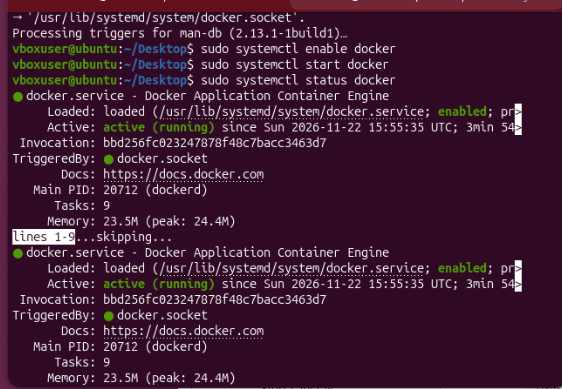 → '/usr/lib/systemd/system/docker.socket'.
Processing triggers for man-db (2.13.1-1build1)…
vboxuser@ubuntu:~/Desktop$ sudo systemctl enable docker
vboxuser@ubuntu:~/Desktop$ sudo systemctl start docker
vboxuser@ubuntu:~/Desktop$ sudo systemctl status docker
● docker.service - Docker Application Container Engine
Loaded: loaded (/usr/lib/systemd/system/docker.service; enabled; pr>
Active: active (running) since Sun 2026-11-22 15:55:35 UTC; 3min 54>
Invocation: bbd256fc023247878f48c7bacc3463d7
TriggeredBy: ● docker.socket
Docs: https://docs.docker.com
Main PID: 20712 (dockerd)
Tasks: 9
Memory: 23.5M (peak: 24.4M)
lines 1-9...skipping...
● docker.service - Docker Application Container Engine
Loaded: loaded (/usr/lib/systemd/system/docker.service; enabled; pr>
Active: active (running) since Sun 2026-11-22 15:55:35 UTC; 3min 54>
Invocation: bbd256fc023247878f48c7bacc3463d7
TriggeredBy: ● docker.socket
Docs: https://docs.docker.com
Main PID: 20712 (dockerd)
Tasks: 9
Memory: 23.5M (peak: 24.4M)